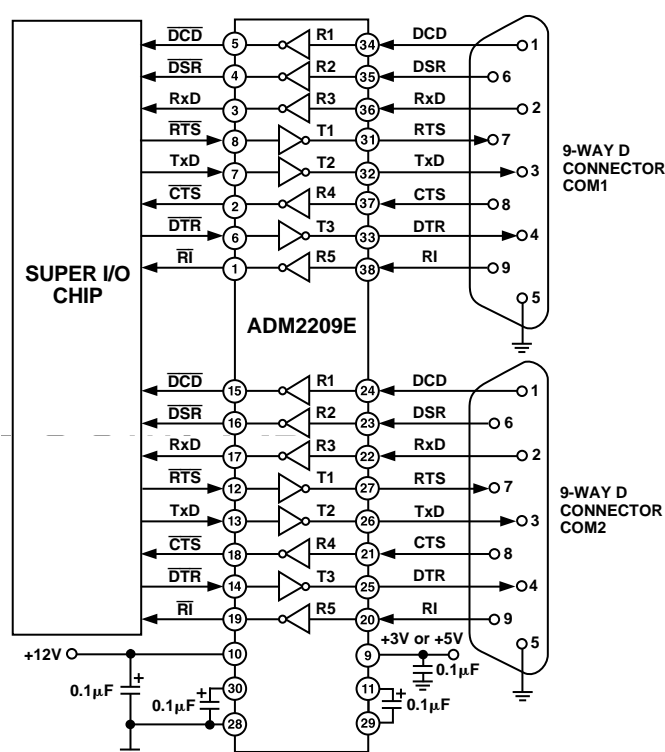 DCD 5 R1 34 DCD 1
DSR 4 R2 35 DSR 6
RxD 3 R3 36 RxD 2
RTS 8 T1 31 RTS 7
TxD 7 T2 32 TxD 3
CTS 2 R4 37 CTS 8
DTR 6 T3 33 DTR 4
RI 1 R5 38 RI 9
5
9-WAY D
CONNECTOR
COM1
SUPER I/O
CHIP
ADM2209E
DCD 15 R1 24 DCD 1
DSR 16 R2 23 DSR 6
RxD 17 R3 22 RxD 2
RTS 12 T1 27 RTS 7
TxD 13 T2 26 TxD 3
CTS 18 R4 21 CTS 8
DTR 14 T3 25 DTR 4
RI 19 R5 20 RI 9
5
9-WAY D
CONNECTOR
COM2
+12V 10 9 +3V or +5V
0.1μF + 0.1μF + 30 11 + 0.1μF
28 29 0.1μF